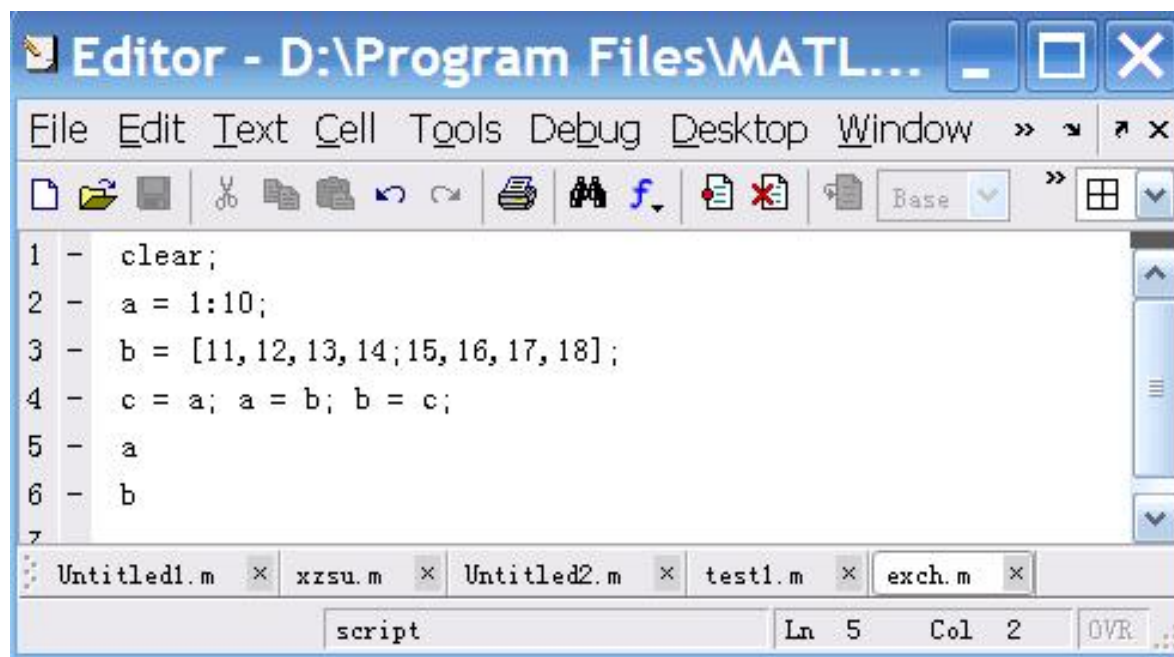 Editor - D:\Program Files\MATL...
File Edit Text Cell Tools Debug Desktop Window »
f Base »
1 - clear;
2 - a = 1:10;
3 - b = [11,12,13,14;15,16,17,18];
4 - c = a; a = b; b = c;
5 - a
6 - b
7
Untitled1.m × xzsu.m × Untitled2.m × test1.m × exch.m ×
script Ln 5 Col 2 OVR